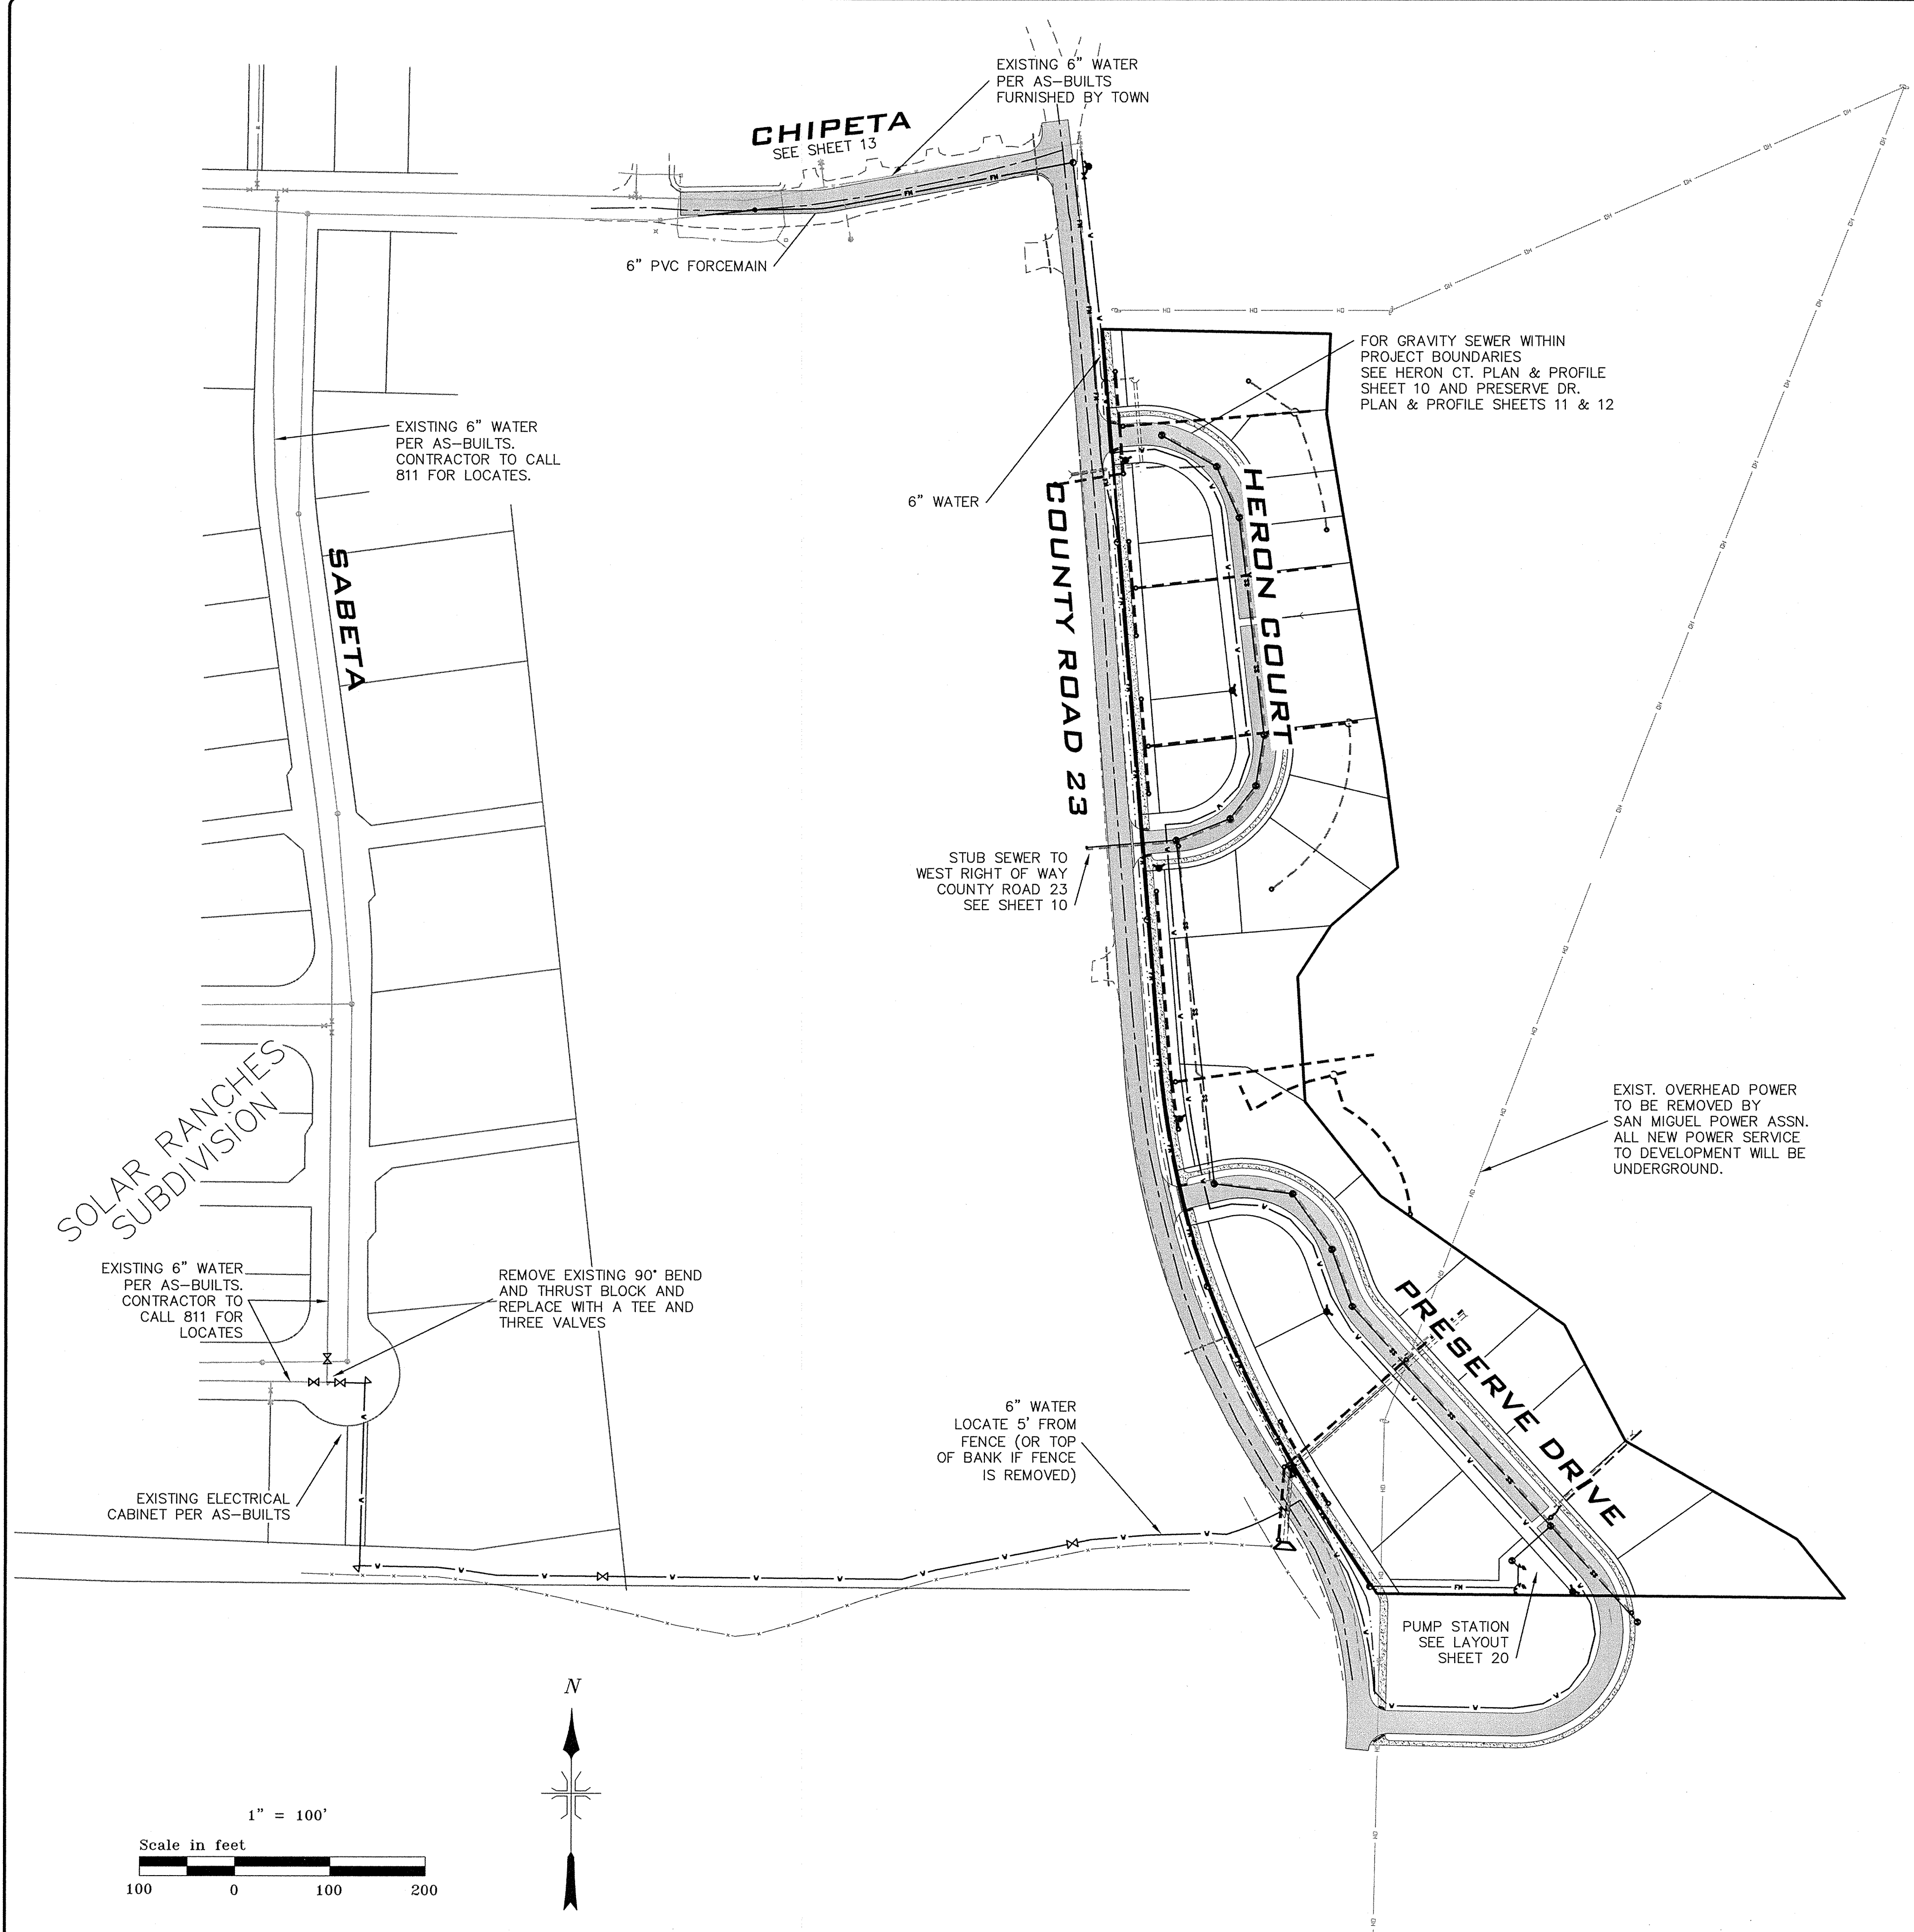 EXISTING 6" WATER
PER AS-BUILTS
FURNISHED BY TOWN
CHIPETA
SEE SHEET 13
6" PVC FORCEMAIN
FOR GRAVITY SEWER WITHIN
PROJECT BOUNDARIES
SEE HERON CT. PLAN & PROFILE
SHEET 10 AND PRESERVE DR.
PLAN & PROFILE SHEETS 11 & 12
EXISTING 6" WATER
PER AS-BUILTS.
CONTRACTOR TO CALL
811 FOR LOCATES.
6" WATER
SABETA
COUNTY ROAD 23
HERON COURT
STUB SEWER TO
WEST RIGHT OF WAY
COUNTY ROAD 23
SEE SHEET 10
SOLAR RANCHES
SUBDIVISION
EXIST. OVERHEAD POWER
TO BE REMOVED BY
SAN MIGUEL POWER ASSN.
ALL NEW POWER SERVICE
TO DEVELOPMENT WILL BE
UNDERGROUND.
EXISTING 6" WATER
PER AS-BUILTS.
CONTRACTOR TO
CALL 811 FOR
LOCATES
REMOVE EXISTING 90° BEND
AND THRUST BLOCK AND
REPLACE WITH A TEE AND
THREE VALVES
PRESERVE DRIVE
6" WATER
LOCATE 5' FROM
FENCE (OR TOP
OF BANK IF FENCE
IS REMOVED)
EXISTING ELECTRICAL
CABINET PER AS-BUILTS
PUMP STATION
SEE LAYOUT
SHEET 20
N
1" = 100'
Scale in feet
100 0 100 200